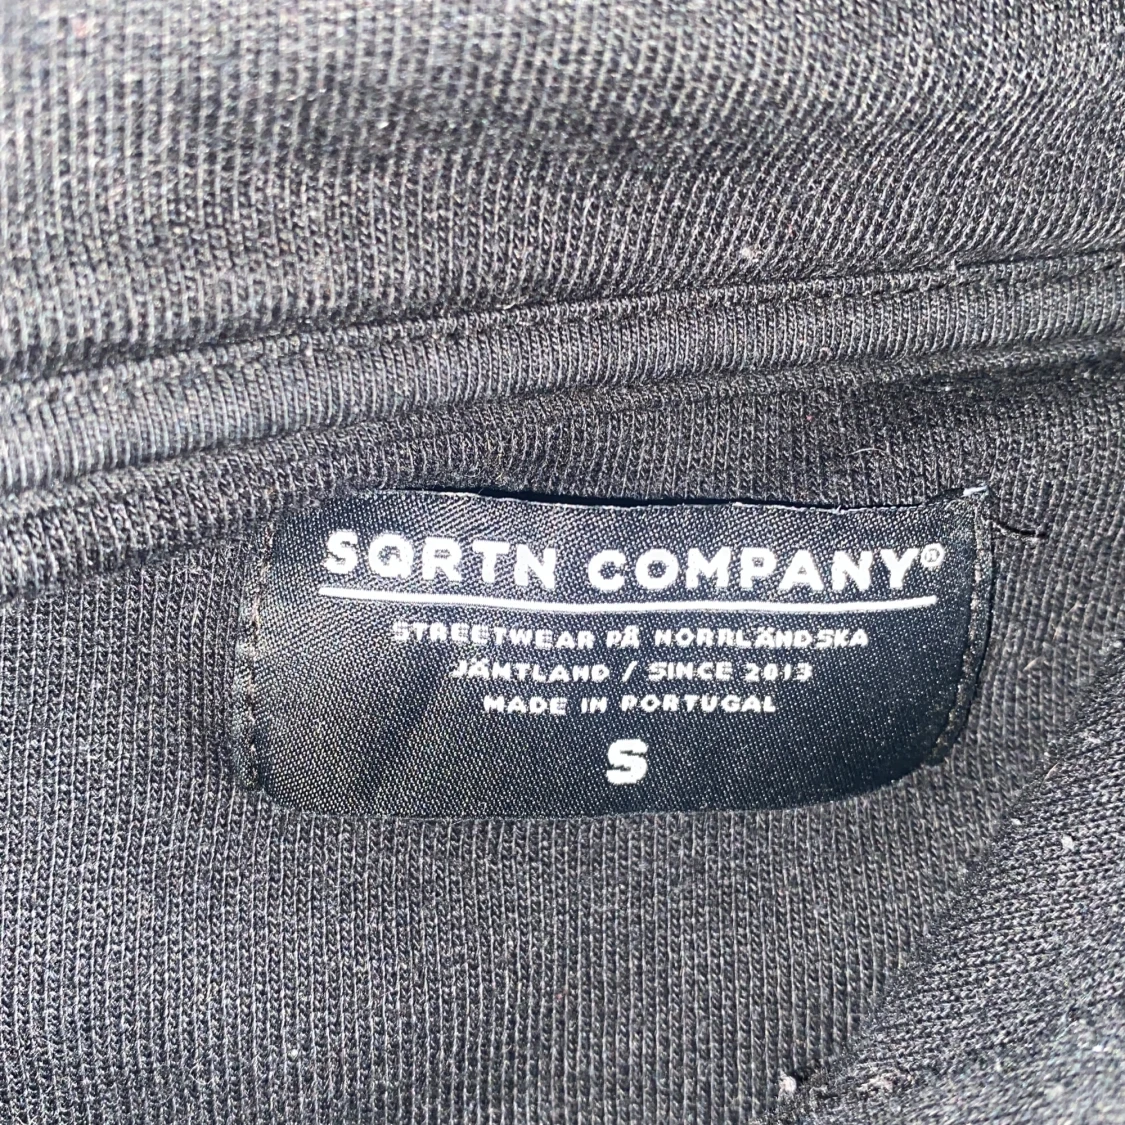 SQRTN COMPANY®
STREETWEAR PÅ NORRLÄNDSKA
JÄMTLAND / SINCE 2013
MADE IN PORTUGAL
S